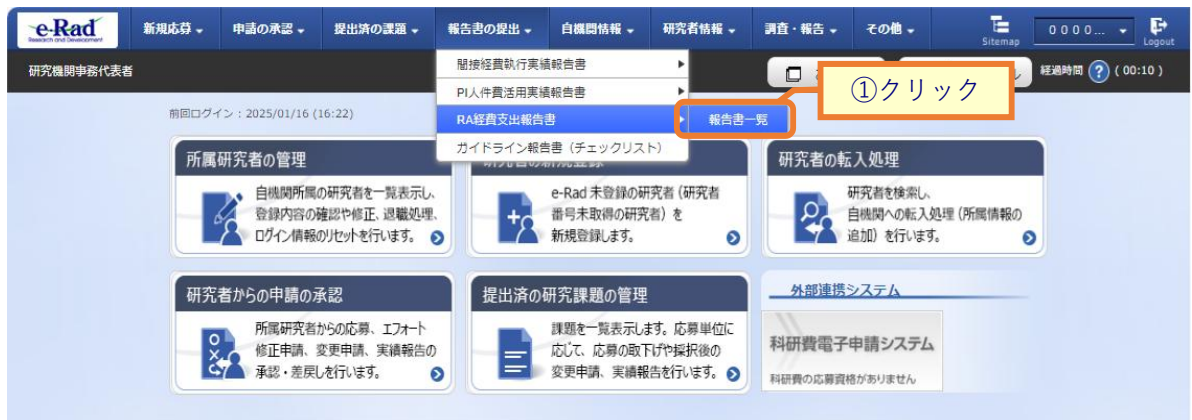 e-Rad
Research and Development
新規応募
申請の承認
提出済の課題
報告書の提出
自機関情報
研究者情報
調査・報告
その他
Sitemap
0000...
Logout
研究機関事務代表者
経過時間 ? (00:10)
間接経費執行実績報告書
PI人件費活用実績報告書
RA経費支出報告書
報告書一覧
ガイドライン報告書（チェックリスト）
①クリック
前回ログイン：2025/01/16 (16:22)
所属研究者の管理
自機関所属の研究者を一覧表示し、
登録内容の確認や修正、退職処理、
ログイン情報のリセットを行います。
研究者の新規登録
e-Rad 未登録の研究者（研究者
番号未取得の研究者）を
新規登録します。
研究者の転入処理
研究者を検索し、
自機関への転入処理（所属情報の
追加）を行います。
研究者からの申請の承認
所属研究者からの応募、エフォート
修正申請、変更申請、実績報告の
承認・差戻しを行います。
提出済の研究課題の管理
課題を一覧表示します。応募単位に
応じて、応募の取下げや採択後の
変更申請、実績報告を行います。
外部連携システム
科研費電子申請システム
科研費の応募資格がありません